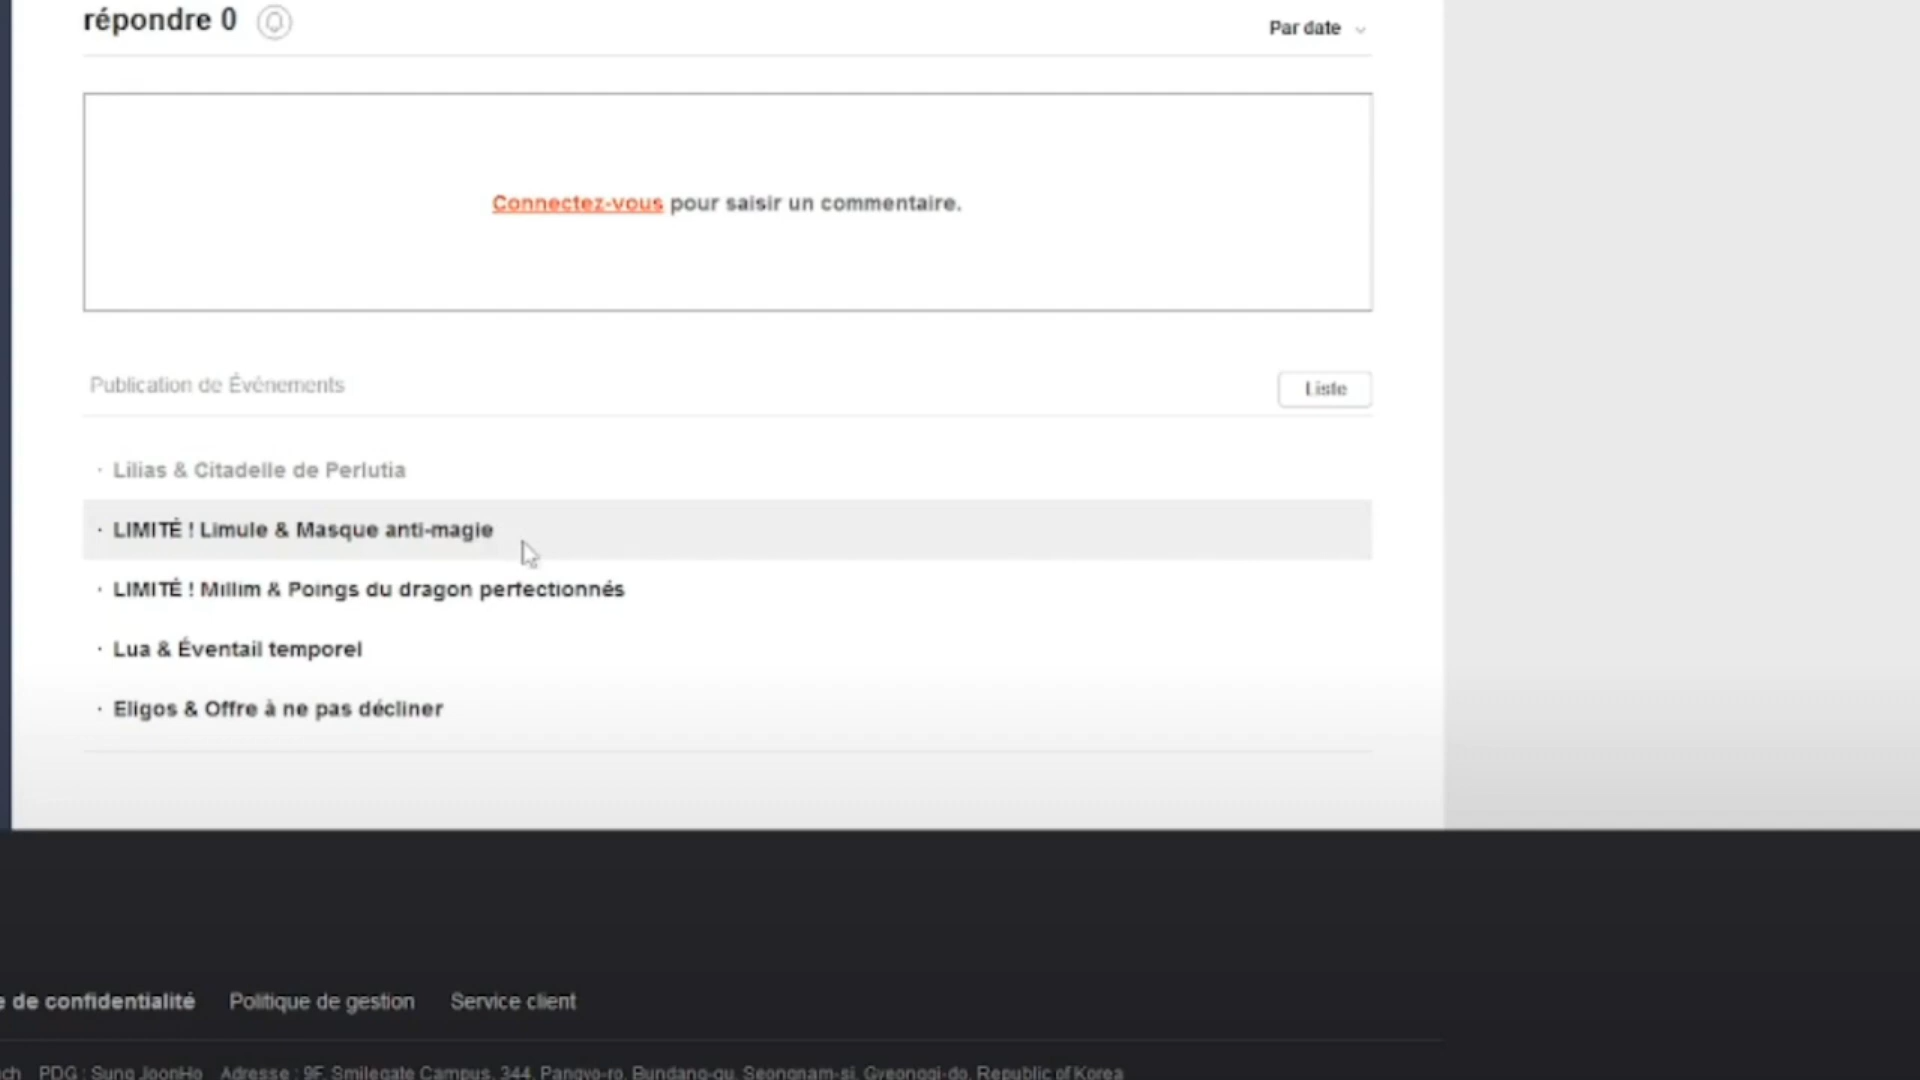 répondre 0
Par date
Connectez-vous pour saisir un commentaire.
Publication de Événements
Liste
· Lilias & Citadelle de Perlutia
· LIMITÉ ! Limule & Masque anti-magie
· LIMITÉ ! Millim & Poings du dragon perfectionnés
· Lua & Éventail temporel
· Eligos & Offre à ne pas décliner
de confidentialité Politique de gestion Service client
PDG : Sung JoonHo Adresse : 9F, Smilegate Campus, 344, Pangyo-ro, Bundang-gu, Seongnam-si, Gyeonggi-do, Republic of Korea